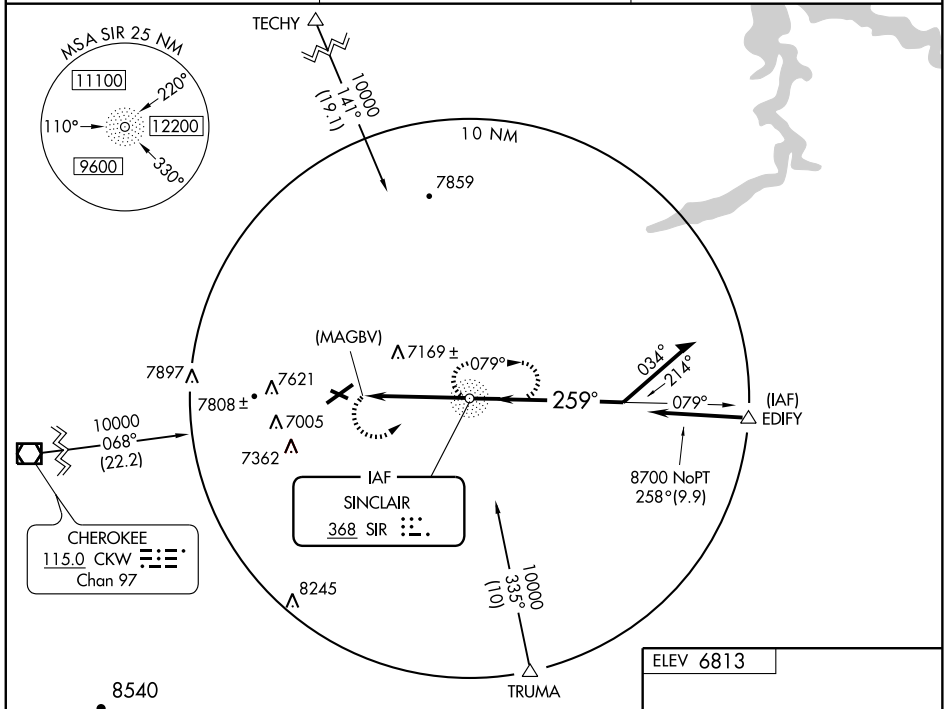 TECHY
MSA SIR 25 NM
11100
220°
110°
12200
9600
330°
10000
141°
(19.1)
10 NM
7859
(MAGBV)
7169 ±
079°
034°
214°
7897
7621
7808 ±
259°
079°
(IAF)
EDIFY
7005
10000
068°
(22.2)
7362
8700 NoPT
258° (9.9)
IAF
SINCLAIR
368 SIR
CHEROKEE
115.0 CKW
Chan 97
10000
335°
(10)
8245
ELEV 6813
TRUMA
8540